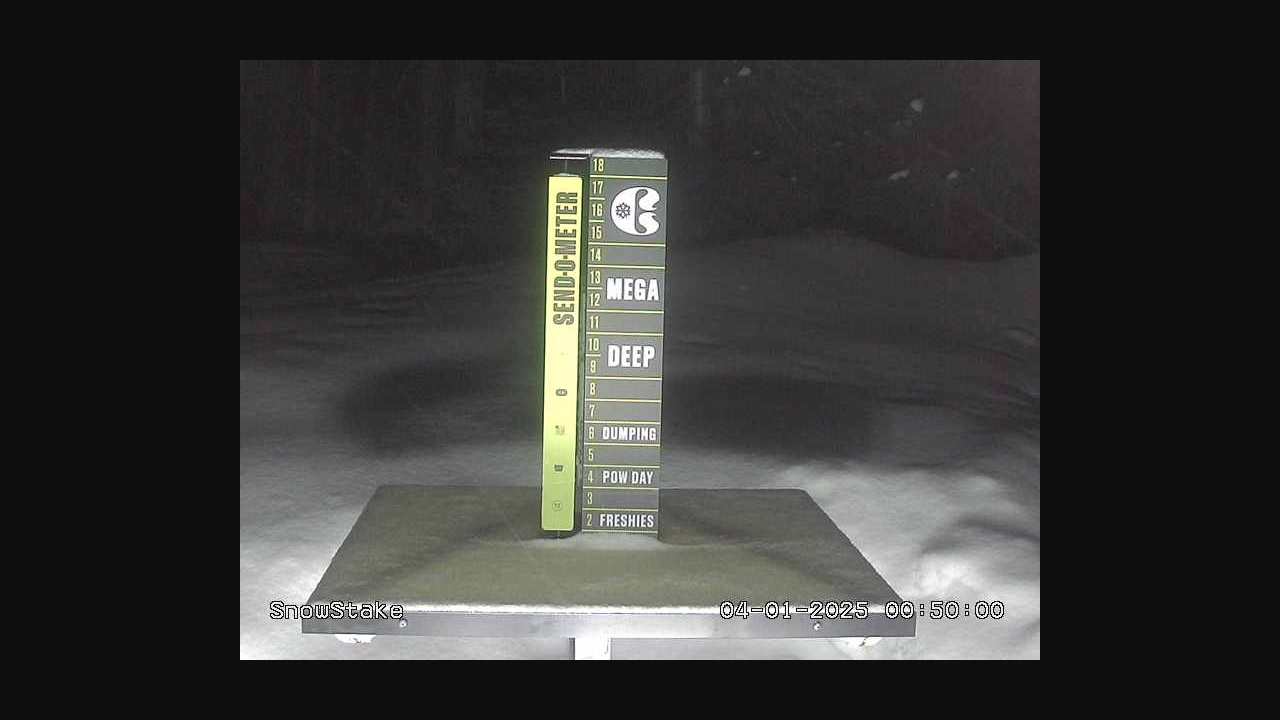 SEND-O-METER
18
17
16
15
14
13
12
MEGA
11
10
9
DEEP
8
7
6 DUMPING
5
4 POW DAY
3
2 FRESHIES
SnowStake
04-01-2025 00:50:00